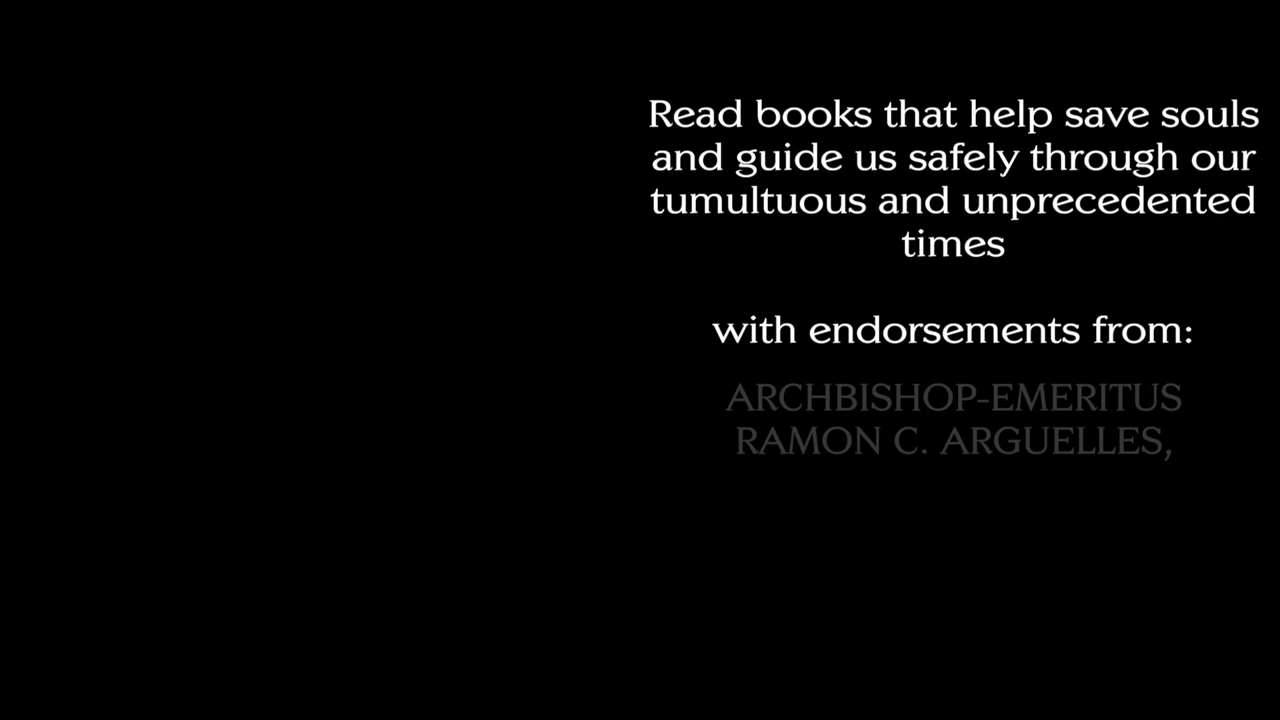 Read books that help save souls
and guide us safely through our
tumultuous and unprecedented
times
with endorsements from:
ARCHBISHOP-EMERITUS
RAMON C. ARGUELLES,